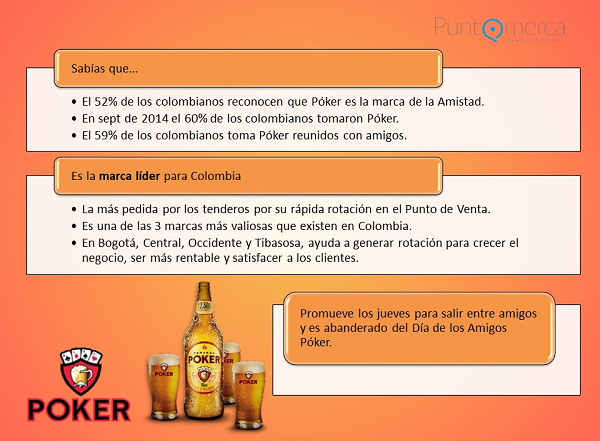 Puntomerca
Sabías que...
• El 52% de los colombianos reconocen que Póker es la marca de la Amistad.
• En sept de 2014 el 60% de los colombianos tomaron Póker.
• El 59% de los colombianos toma Póker reunidos con amigos.
Es la marca líder para Colombia
• La más pedida por los tenderos por su rápida rotación en el Punto de Venta.
• Es una de las 3 marcas más valiosas que existen en Colombia.
• En Bogotá, Central, Occidente y Tibasosa, ayuda a generar rotación para crecer el
negocio, ser más rentable y satisfacer a los clientes.
Promueve los jueves para salir entre amigos
y es abanderado del Día de los Amigos
Póker.
CERVEZA
POKER
POKER
POKER
POKER
POKER